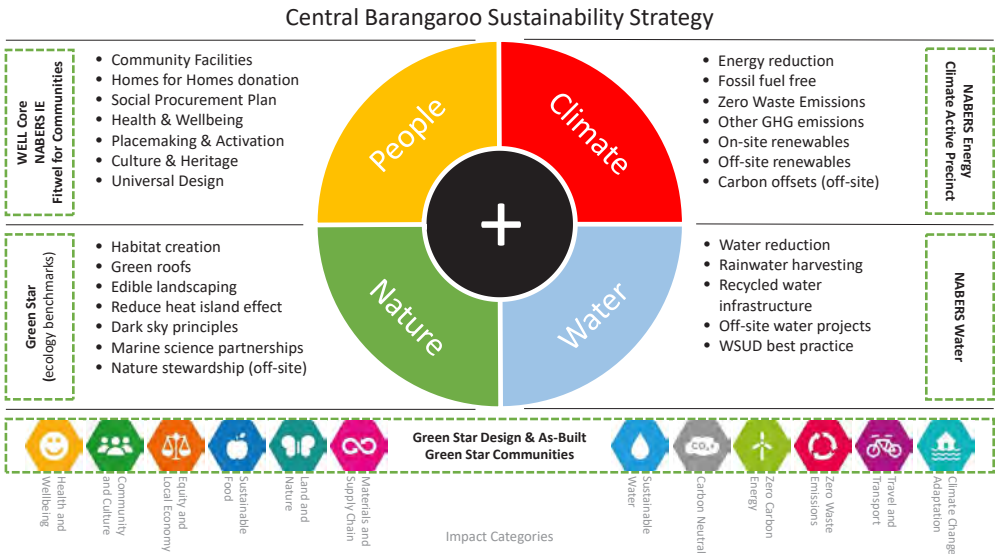 Central Barangaroo Sustainability Strategy
WELL Core
NABERS IE
Fitwel for Communities
• Community Facilities
• Homes for Homes donation
• Social Procurement Plan
• Health & Wellbeing
• Placemaking & Activation
• Culture & Heritage
• Universal Design
People
Climate
• Energy reduction
• Fossil fuel free
• Zero Waste Emissions
• Other GHG emissions
• On-site renewables
• Off-site renewables
• Carbon offsets (off-site)
NABERS Energy
Climate Active Precinct
+
Green Star
(ecology benchmarks)
• Habitat creation
• Green roofs
• Edible landscaping
• Reduce heat island effect
• Dark sky principles
• Marine science partnerships
• Nature stewardship (off-site)
Nature
Water
• Water reduction
• Rainwater harvesting
• Recycled water
infrastructure
• Off-site water projects
• WSUD best practice
NABERS Water
Green Star Design & As-Built
Green Star Communities
CO₂e
Health and
Wellbeing
Community
and Culture
Equity and
Local Economy
Sustainable
Food
Land and
Nature
Materials and
Supply Chain
Impact Categories
Sustainable
Water
Carbon Neutral
Zero Carbon
Energy
Zero Waste
Emissions
Travel and
Transport
Climate Change
Adaptation